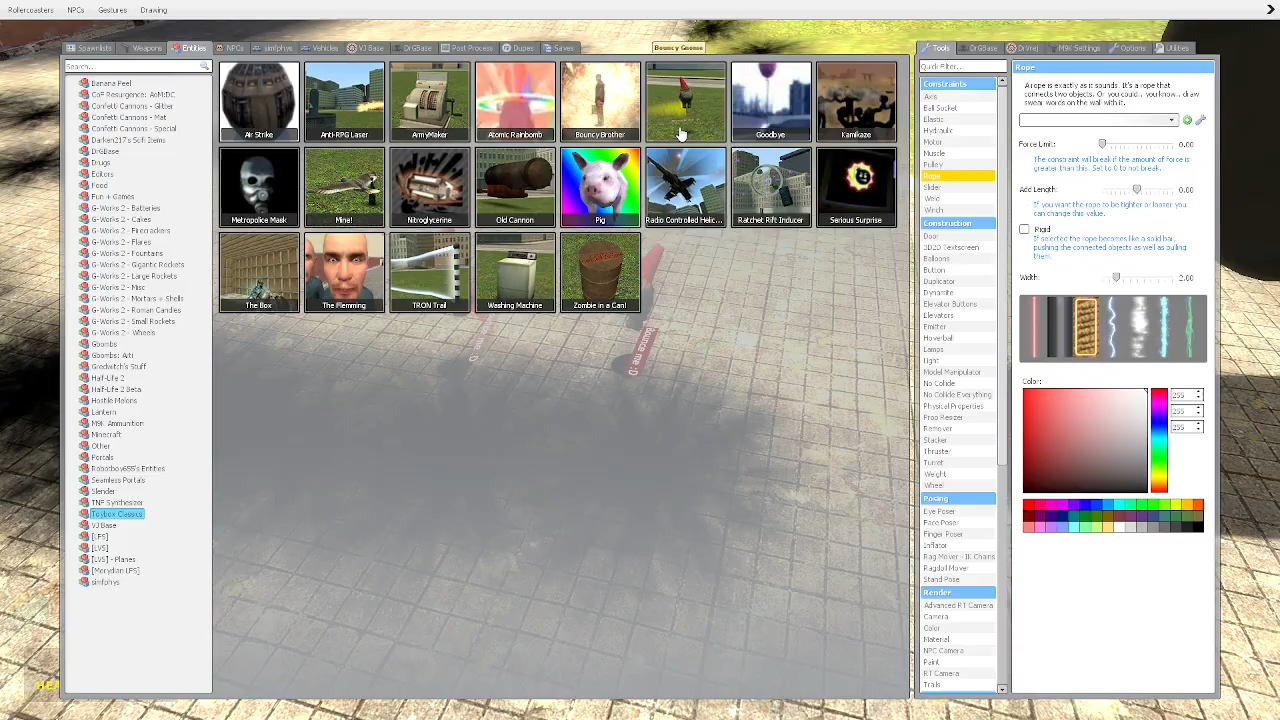 Rollercoasters NPCs Gestures Drawing
Spawnlists Weapons Entities NPCs simfphys Vehicles VJ Base DrGBase Post Process Dupes Saves
Bouncy Gnome
Search...
Banana Peel
CoF Resurgence: AoM:DC
Confetti Cannons - Glitter
Confetti Cannons - Mat
Confetti Cannons - Special
Darken217's Scifi Items
DrGBase
Drugs
Editors
Food
Fun + Games
G-Works 2 - Batteries
G-Works 2 - Cakes
G-Works 2 - Firecrackers
G-Works 2 - Flares
G-Works 2 - Fountains
G-Works 2 - Gigantic Rockets
G-Works 2 - Large Rockets
G-Works 2 - Misc
G-Works 2 - Mortars + Shells
G-Works 2 - Roman Candles
G-Works 2 - Small Rockets
G-Works 2 - Wheels
Gbombs
Gbombs: Arti
Gredwitch's Stuff
Half-Life 2
Half-Life 2 Beta
Hostile Melons
Lantern
M9K Ammunition
Minecraft
Other
Portals
Robotboy655's Entities
Seamless Portals
Slender
TNF Synthesizer
Toybox Classics
VJ Base
[LFS]
[LVS]
[LVS] - Planes
[Merydian LFS]
simfphys
Air Strike Anti-RPG Laser ArmyMaker Atomic Rainbomb Bouncy Brother Goodbye Kamikaze
Metropolice Mask Mine! Nitroglycerine Old Cannon Pig Radio Controlled Helic... Ratchet Rift Inducer Serious Surprise
The Box The Flemming TRON Trail Washing Machine Zombie in a Can!
Bounce me :D
Tools DrGBase DrVrej M9K Settings Options Utilities
Quick Filter...
Constraints
Axis
Ball Socket
Elastic
Hydraulic
Motor
Muscle
Pulley
Rope
Slider
Weld
Winch
Construction
Door
3D2D Textscreen
Balloons
Button
Duplicator
Dynamite
Elevator Buttons
Elevators
Emitter
Hoverball
Lamps
Light
Model Manipulator
No Collide
No Collide Everything
Physical Properties
Prop Resizer
Remover
Stacker
Thruster
Turret
Weight
Wheel
Posing
Eye Poser
Face Poser
Finger Poser
Inflator
Rag Mover - IK Chains
Ragdoll Mover
Stand Pose
Render
Advanced RT Camera
Camera
Color
Material
NPC Camera
Paint
RT Camera
Trails
Rope
A rope is exactly as it sounds. It's a rope that
connects two objects. Or you could.. you know.. draw
swear words on the wall with it.
Force Limit: 0.00
The constraint will break if the amount of force is
greater than this. Set to 0 to not break.
Add Length: 0.00
If you want the rope to be tighter or looser you
can change this value.
Rigid
If selected the rope becomes like a solid bar,
pushing the connected objects as well as pulling
them.
Width: 2.00
Color:
255
255
255